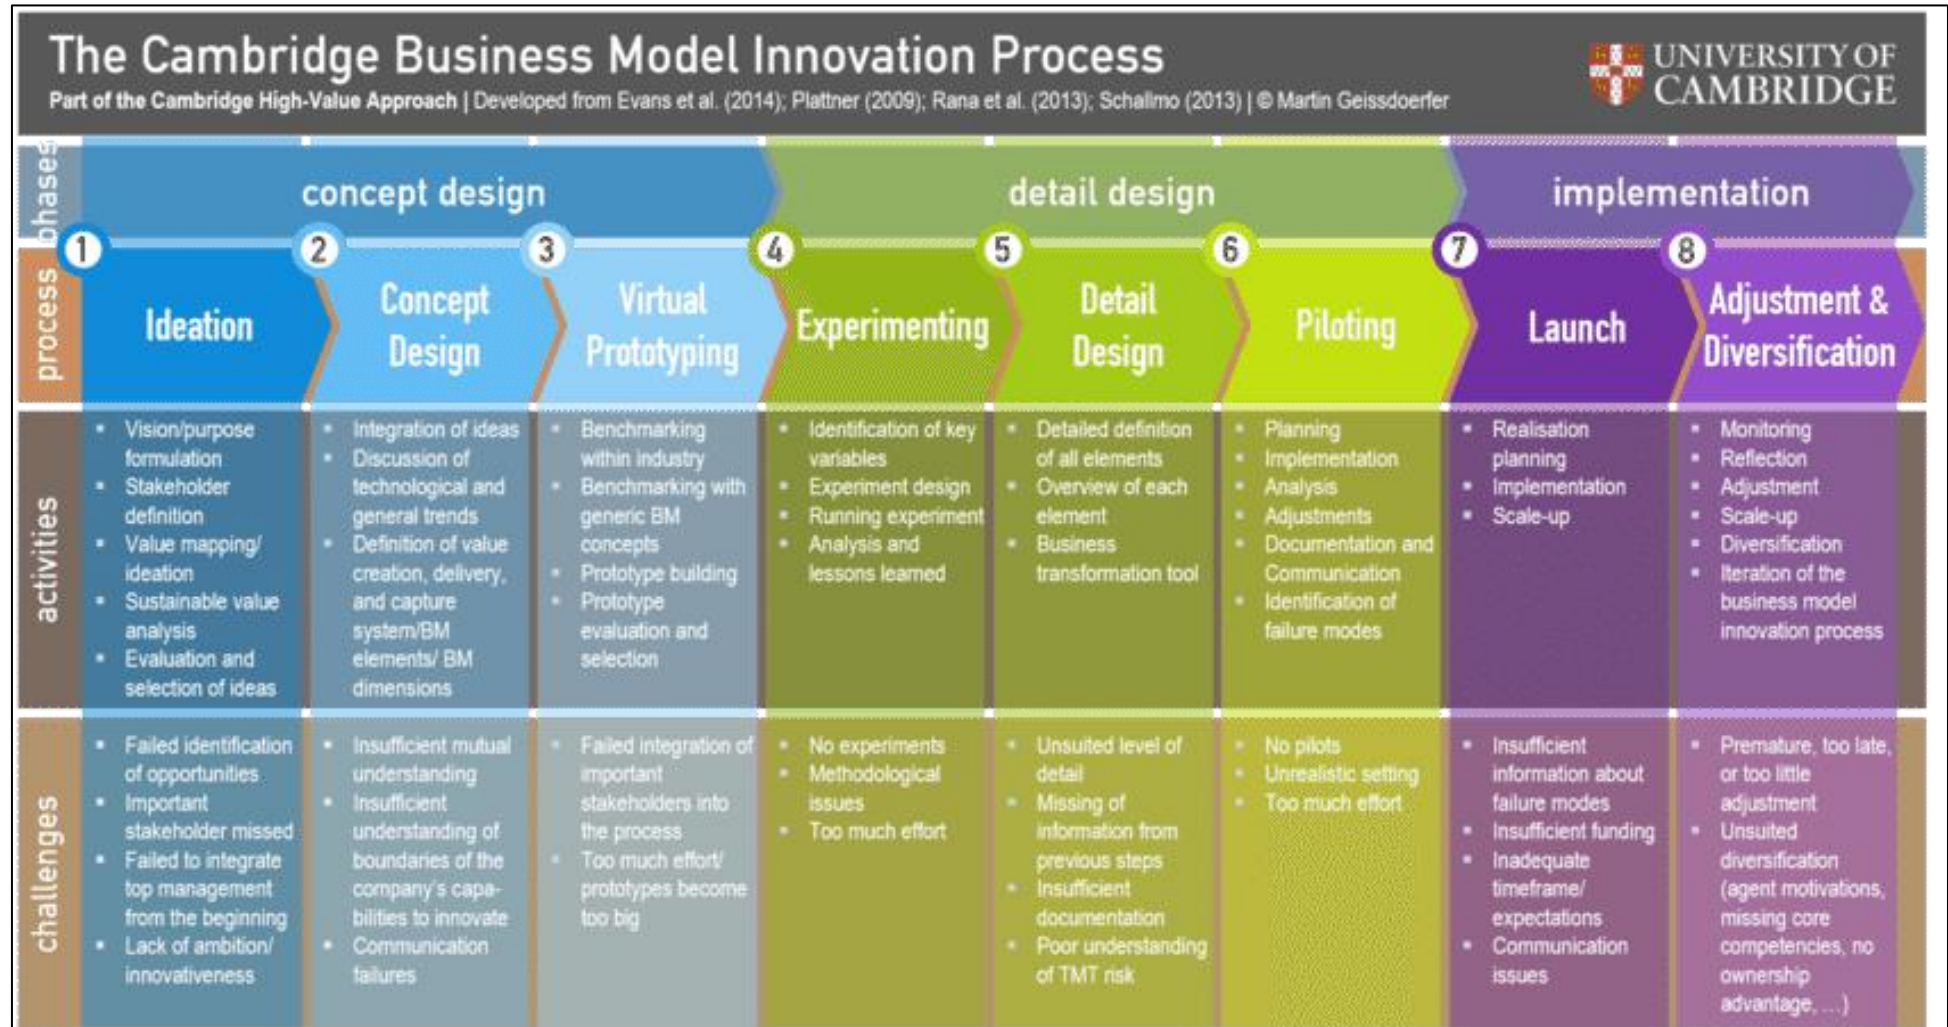 The Cambridge Business Model Innovation Process
Part of the Cambridge High-Value Approach | Developed from Evans et al. (2014); Plattner (2009); Rana et al. (2013); Schallmo (2013) | © Martin Geissdoerfer
UNIVERSITY OF
CAMBRIDGE
phases
concept design
detail design
implementation
process
1
Ideation
2
Concept
Design
3
Virtual
Prototyping
4
Experimenting
5
Detail
Design
6
Piloting
7
Launch
8
Adjustment &
Diversification
activities
▪ Vision/purpose
formulation
▪ Stakeholder
definition
▪ Value mapping/
ideation
▪ Sustainable value
analysis
▪ Evaluation and
selection of ideas
▪ Integration of ideas
▪ Discussion of
technological and
general trends
▪ Definition of value
creation, delivery,
and capture
system/BM
elements/ BM
dimensions
▪ Benchmarking
within industry
▪ Benchmarking with
generic BM
concepts
▪ Prototype building
▪ Prototype
evaluation and
selection
▪ Identification of key
variables
▪ Experiment design
▪ Running experiment
▪ Analysis and
lessons learned
▪ Detailed definition
of all elements
▪ Overview of each
element
▪ Business
transformation tool
▪ Planning
▪ Implementation
▪ Analysis
▪ Adjustments
▪ Documentation and
Communication
▪ Identification of
failure modes
▪ Realisation
planning
▪ Implementation
▪ Scale-up
▪ Monitoring
▪ Reflection
▪ Adjustment
▪ Scale-up
▪ Diversification
▪ Iteration of the
business model
innovation process
challenges
▪ Failed identification
of opportunities
▪ Important
stakeholder missed
▪ Failed to integrate
top management
from the beginning
▪ Lack of ambition/
innovativeness
▪ Insufficient mutual
understanding
▪ Insufficient
understanding of
boundaries of the
company's capa-
bilities to innovate
▪ Communication
failures
▪ Failed integration of
important
stakeholders into
the process
▪ Too much effort/
prototypes become
too big
▪ No experiments
▪ Methodological
issues
▪ Too much effort
▪ Unsuited level of
detail
▪ Missing of
information from
previous steps
▪ Insufficient
documentation
▪ Poor understanding
of TMT risk
▪ No pilots
▪ Unrealistic setting
▪ Too much effort
▪ Insufficient
information about
failure modes
▪ Insufficient funding
▪ Inadequate
timeframe/
expectations
▪ Communication
issues
▪ Premature, too late,
or too little
adjustment
▪ Unsuited
diversification
(agent motivations,
missing core
competencies, no
ownership
advantage, …)